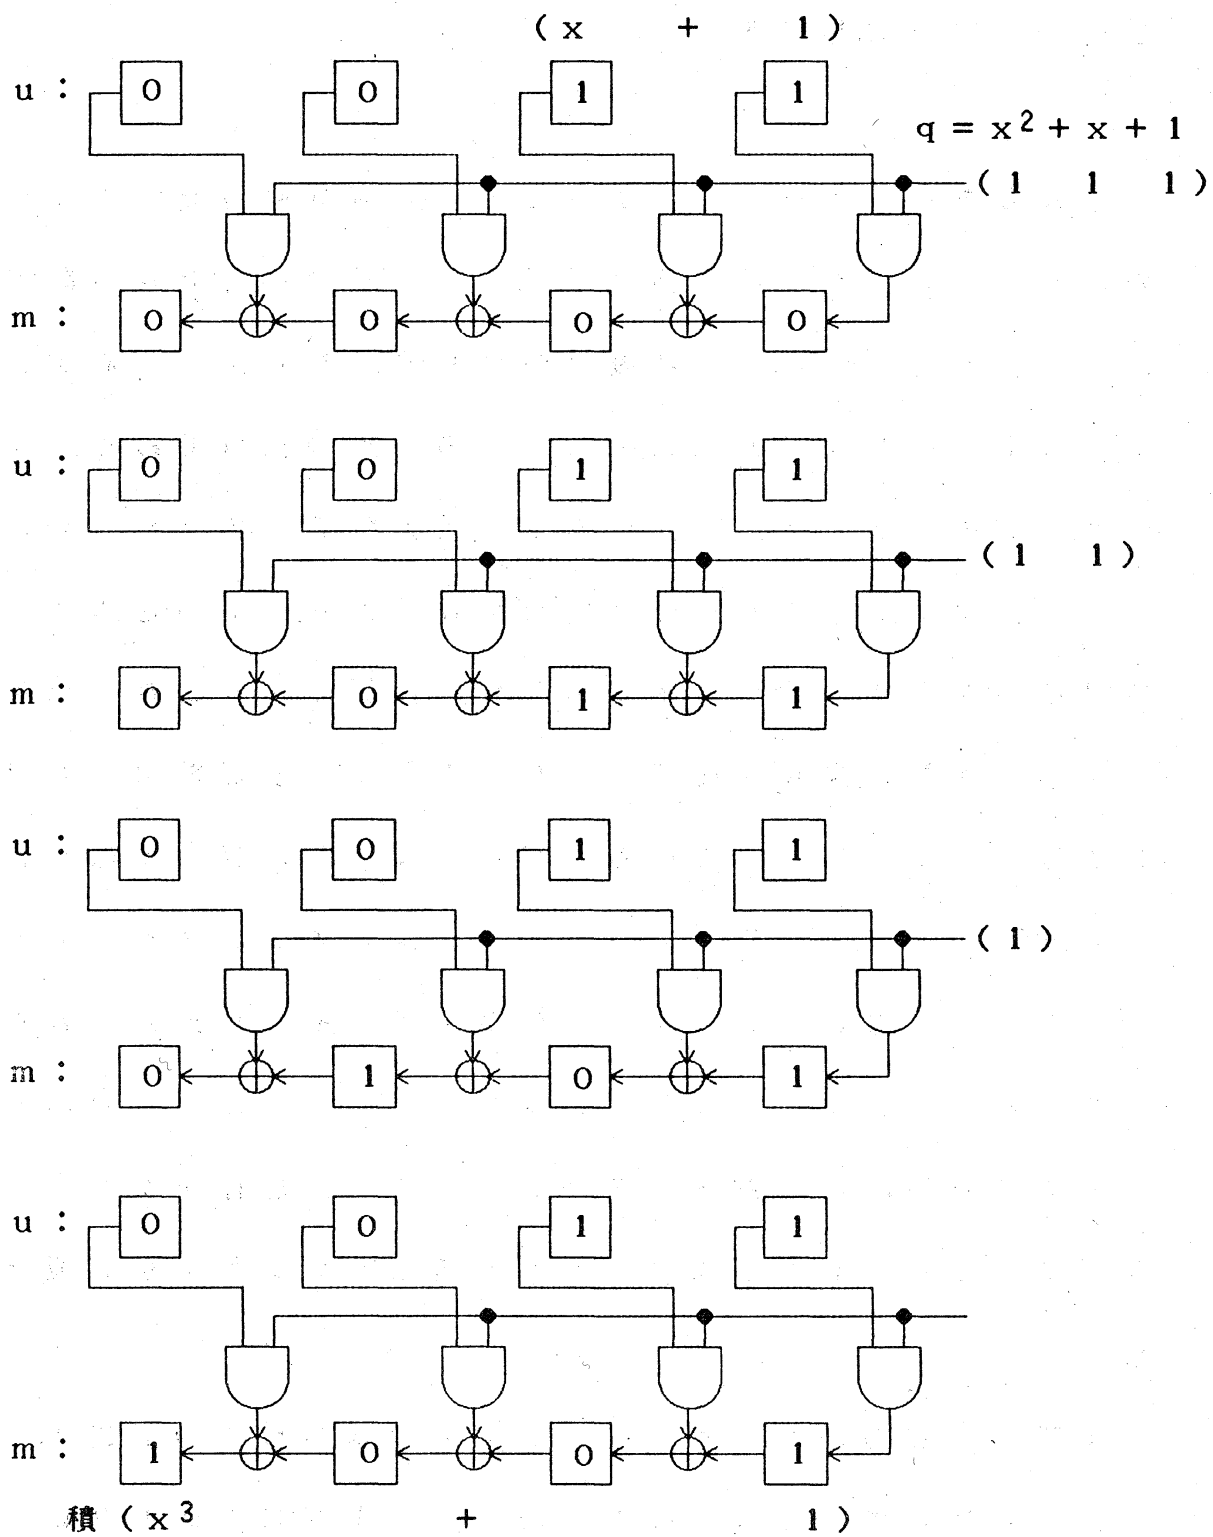 ( x + 1 )
u : 0 0 1 1
q = x² + x + 1
( 1 1 1 )
m : 0 0 0 0
u : 0 0 1 1
( 1 1 )
m : 0 0 1 1
u : 0 0 1 1
( 1 )
m : 0 1 0 1
u : 0 0 1 1
m : 1 0 0 1
積 ( x³ + 1 )